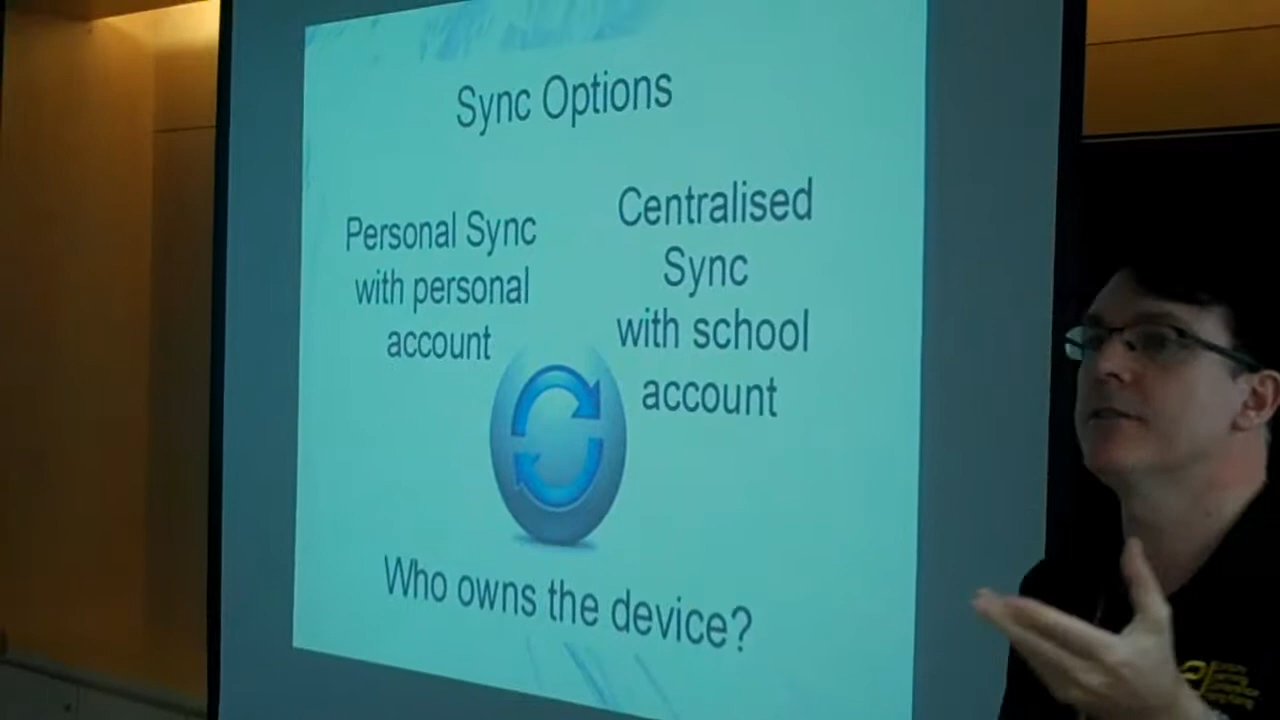 Sync Options
Personal Sync
with personal
account
Centralised
Sync
with school
account
Who owns the device?